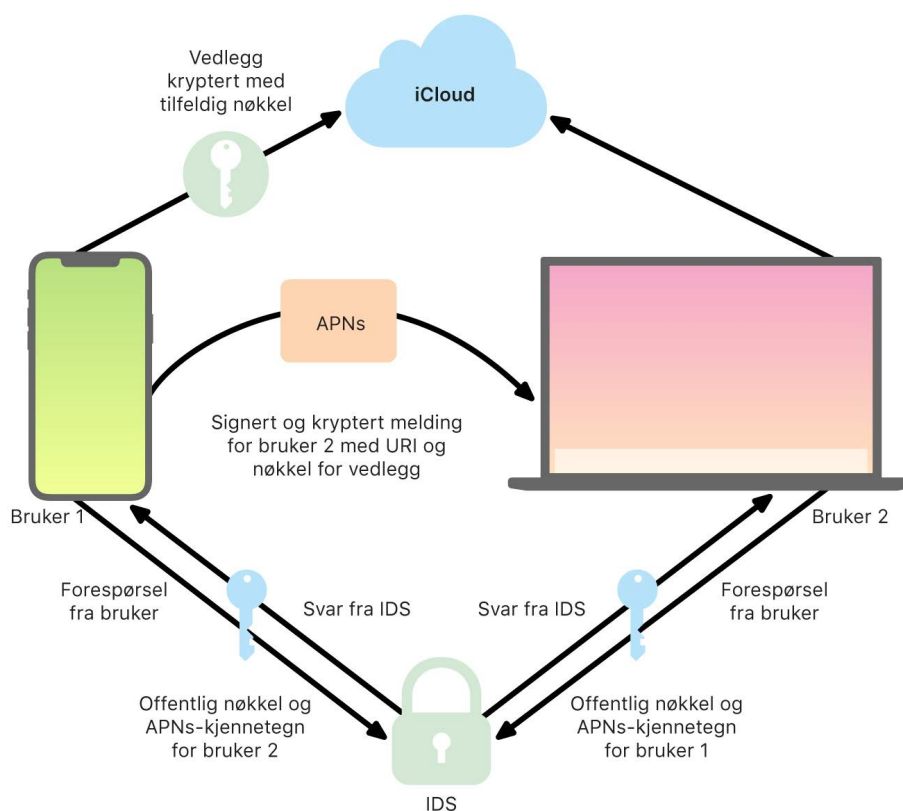 Vedlegg
kryptert med
tilfeldig nøkkel
iCloud
APNs
Signert og kryptert melding
for bruker 2 med URI og
nøkkel for vedlegg
Bruker 1
Bruker 2
Forespørsel
fra bruker
Svar fra IDS
Svar fra IDS
Forespørsel
fra bruker
Offentlig nøkkel og
APNs-kjennetegn
for bruker 2
Offentlig nøkkel og
APNs-kjennetegn
for bruker 1
IDS